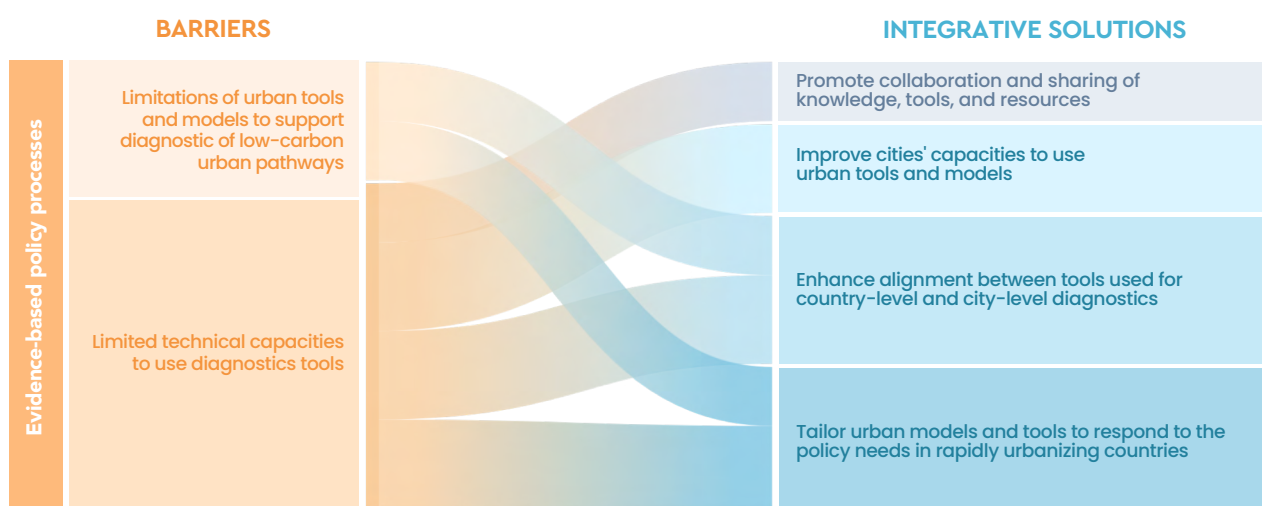 BARRIERS
INTEGRATIVE SOLUTIONS
Evidence-based policy processes
Limitations of urban tools
and models to support
diagnostic of low-carbon
urban pathways
Limited technical capacities
to use diagnostics tools
Promote collaboration and sharing of
knowledge, tools, and resources
Improve cities' capacities to use
urban tools and models
Enhance alignment between tools used for
country-level and city-level diagnostics
Tailor urban models and tools to respond to the
policy needs in rapidly urbanizing countries